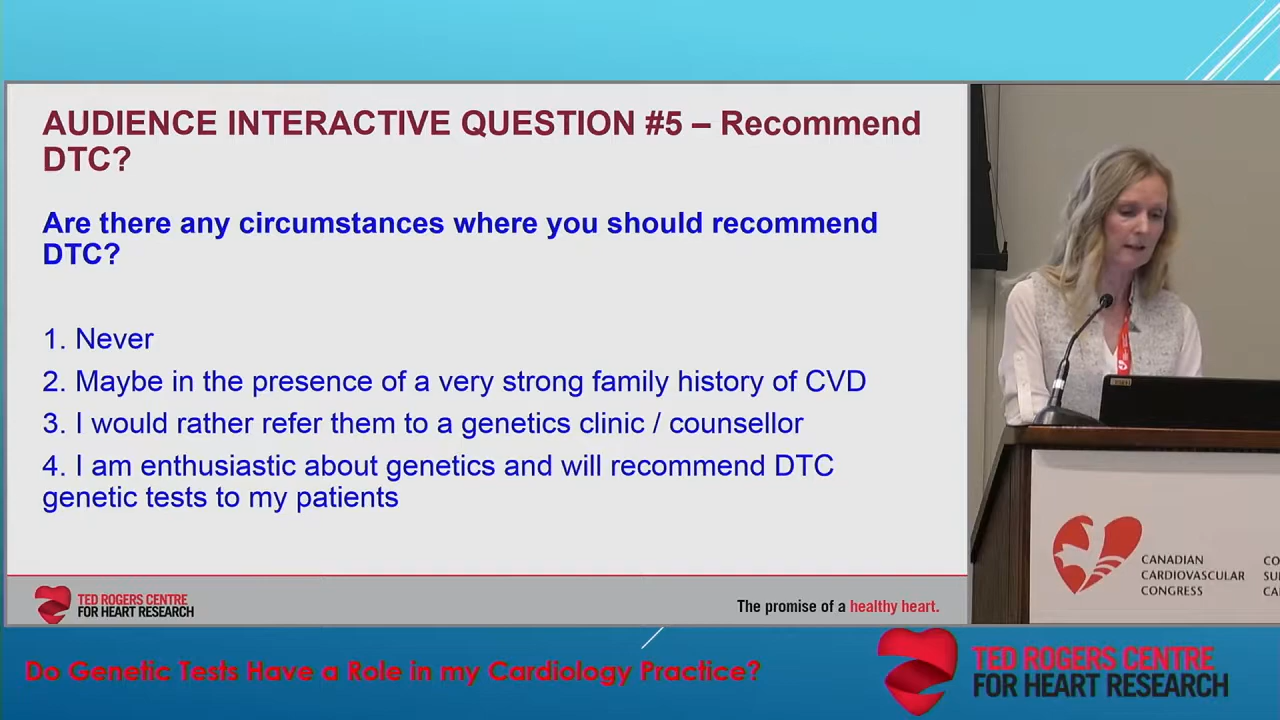 AUDIENCE INTERACTIVE QUESTION #5 – Recommend
DTC?
Are there any circumstances where you should recommend
DTC?
1. Never
2. Maybe in the presence of a very strong family history of CVD
3. I would rather refer them to a genetics clinic / counsellor
4. I am enthusiastic about genetics and will recommend DTC
genetic tests to my patients
TED ROGERS CENTRE
FOR HEART RESEARCH
The promise of a healthy heart.
CANADIAN
CARDIOVASCULAR
CONGRESS
CO
SU
CA
Do Genetic Tests Have a Role in my Cardiology Practice?
TED ROGERS CENTRE
FOR HEART RESEARCH